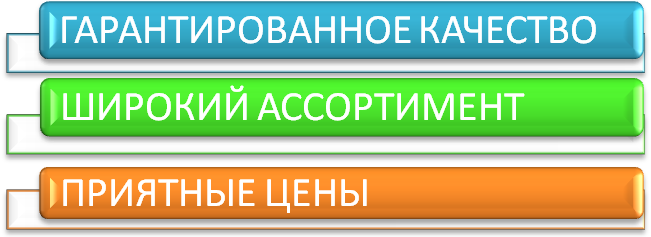 ГАРАНТИРОВАННОЕ КАЧЕСТВО
ШИРОКИЙ АССОРТИМЕНТ
ПРИЯТНЫЕ ЦЕНЫ